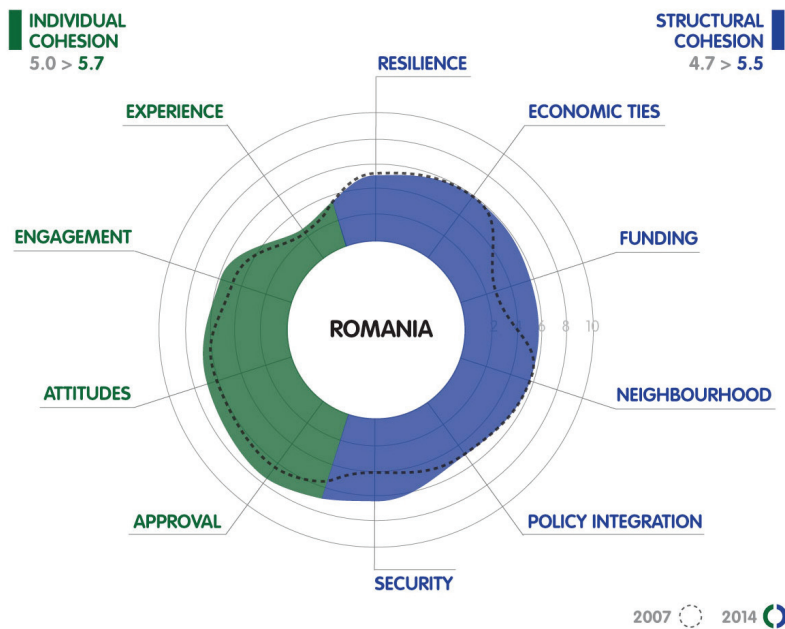 INDIVIDUAL
COHESION
5.0 > 5.7
STRUCTURAL
COHESION
4.7 > 5.5
RESILIENCE
EXPERIENCE
ECONOMIC TIES
ENGAGEMENT
FUNDING
ROMANIA
2 4 6 8 10
ATTITUDES
NEIGHBOURHOOD
APPROVAL
POLICY INTEGRATION
SECURITY
2007
2014